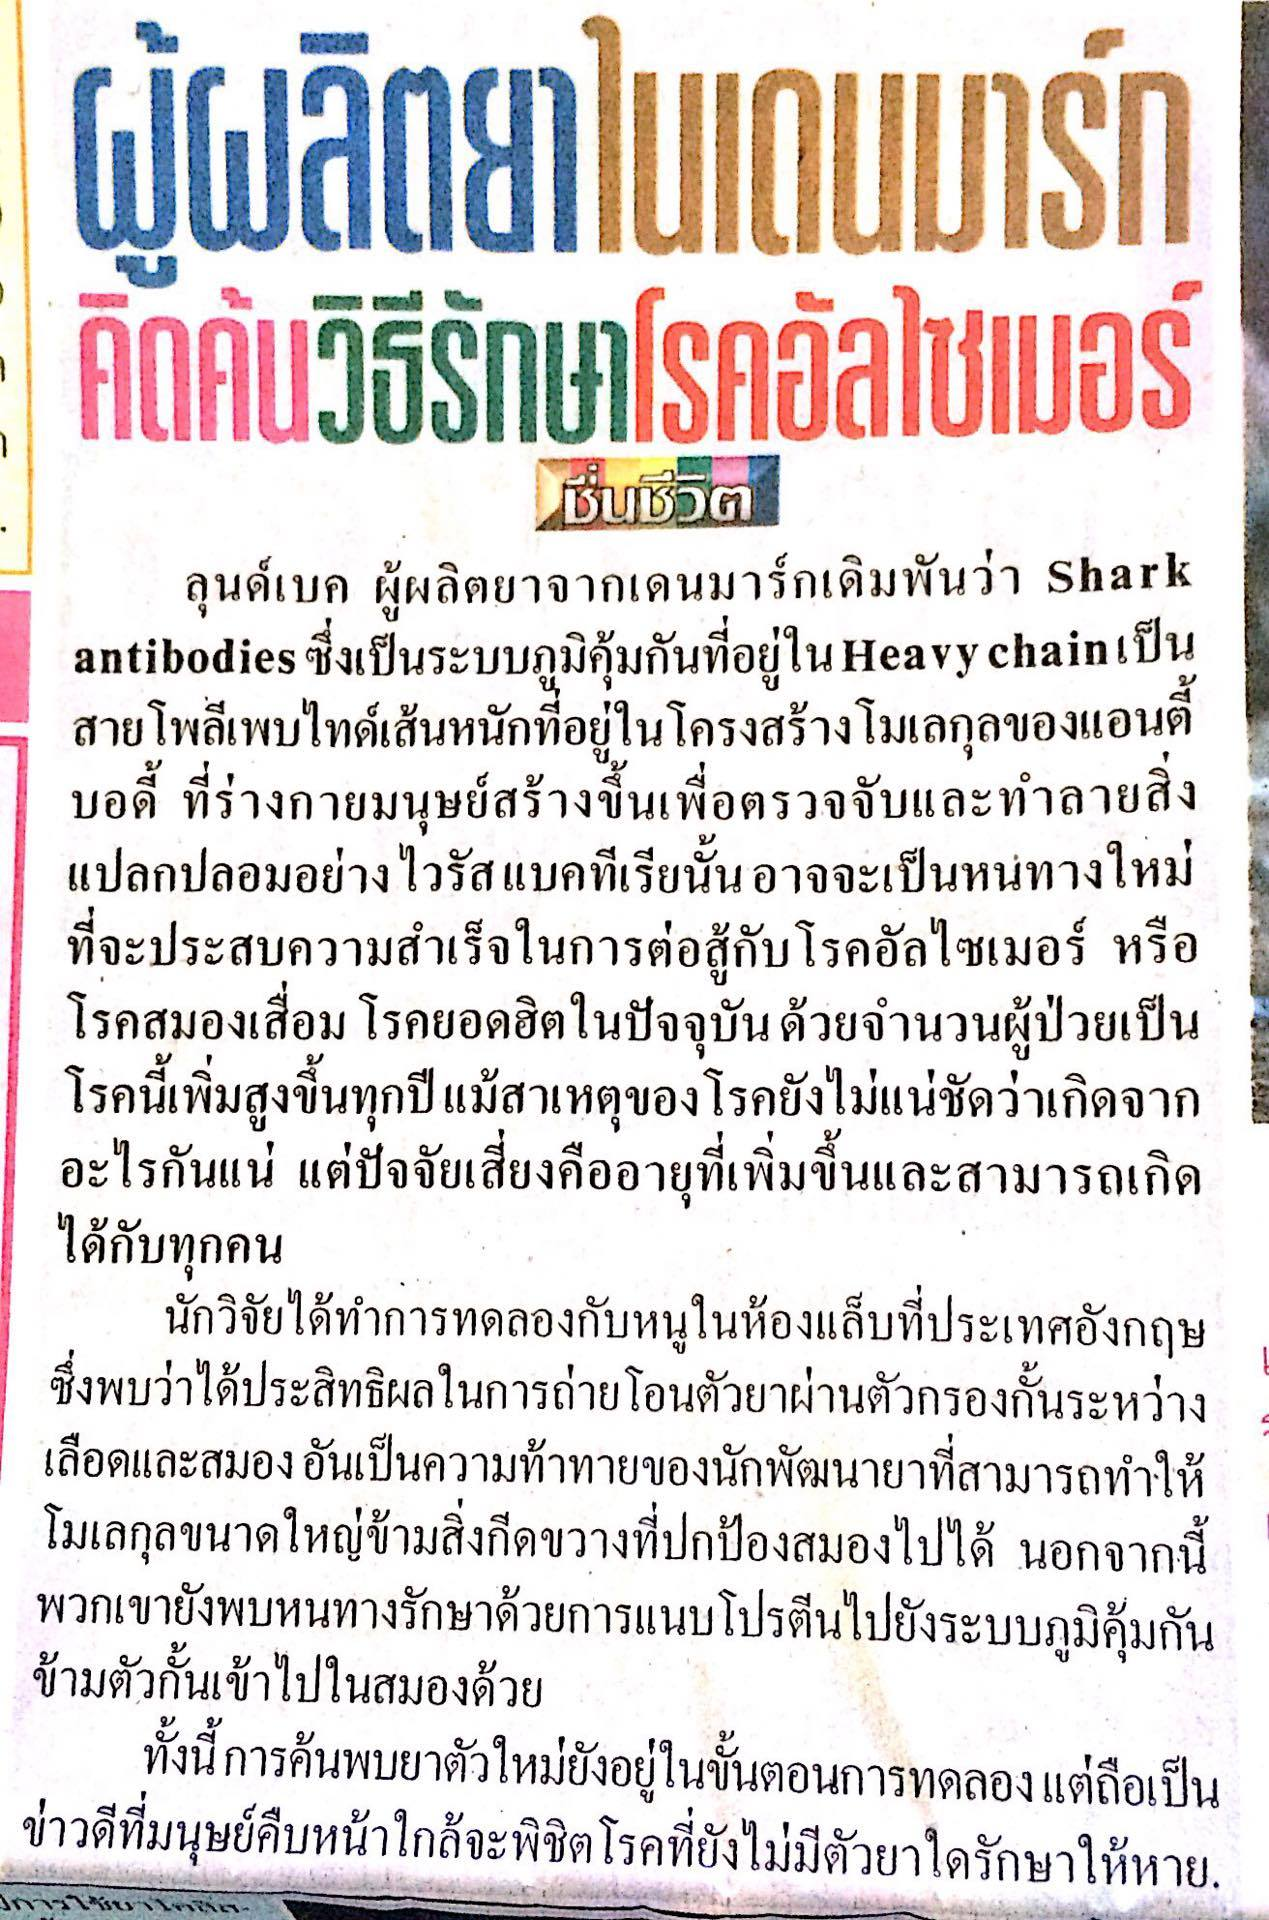 ผู้ผลิตยาในเดนมาร์ก
คิดค้นวิธีรักษาโรคอัลไซเมอร์
ชื่นชีวิต
ลุนด์เบค ผู้ผลิตยาจากเดนมาร์กเดิมพันว่า Shark
antibodies ซึ่งเป็นระบบภูมิคุ้มกันที่อยู่ใน Heavy chain เป็น
สายโพลีเพบไทด์เส้นหนักที่อยู่ในโครงสร้างโมเลกุลของแอนตี้
บอดี้ ที่ร่างกายมนุษย์สร้างขึ้นเพื่อตรวจจับและทำลายสิ่ง
แปลกปลอมอย่าง ไวรัส แบคทีเรียนั้น อาจจะเป็นหนทางใหม่
ที่จะประสบความสำเร็จในการต่อสู้กับโรคอัลไซเมอร์ หรือ
โรคสมองเสื่อม โรคยอดฮิตในปัจจุบัน ด้วยจำนวนผู้ป่วยเป็น
โรคนี้เพิ่มสูงขึ้นทุกปี แม้สาเหตุของโรคยังไม่แน่ชัดว่าเกิดจาก
อะไรกันแน่ แต่ปัจจัยเสี่ยงคืออายุที่เพิ่มขึ้นและสามารถเกิด
ได้กับทุกคน
นักวิจัยได้ทำการทดลองกับหนูในห้องแล็บที่ประเทศอังกฤษ
ซึ่งพบว่าได้ประสิทธิผลในการถ่ายโอนตัวยาผ่านตัวกรองกั้นระหว่าง
เลือดและสมอง อันเป็นความท้าทายของนักพัฒนายาที่สามารถทำให้
โมเลกุลขนาดใหญ่ข้ามสิ่งกีดขวางที่ปกป้องสมองไปได้ นอกจากนี้
พวกเขายังพบหนทางรักษาด้วยการแนบโปรตีนไปยังระบบภูมิคุ้มกัน
ข้ามตัวกั้นเข้าไปในสมองด้วย
ทั้งนี้ การค้นพบยาตัวใหม่ยังอยู่ในขั้นตอนการทดลอง แต่ถือเป็น
ข่าวดีที่มนุษย์คืบหน้าใกล้จะพิชิตโรคที่ยังไม่มีตัวยาใดรักษาให้หาย.